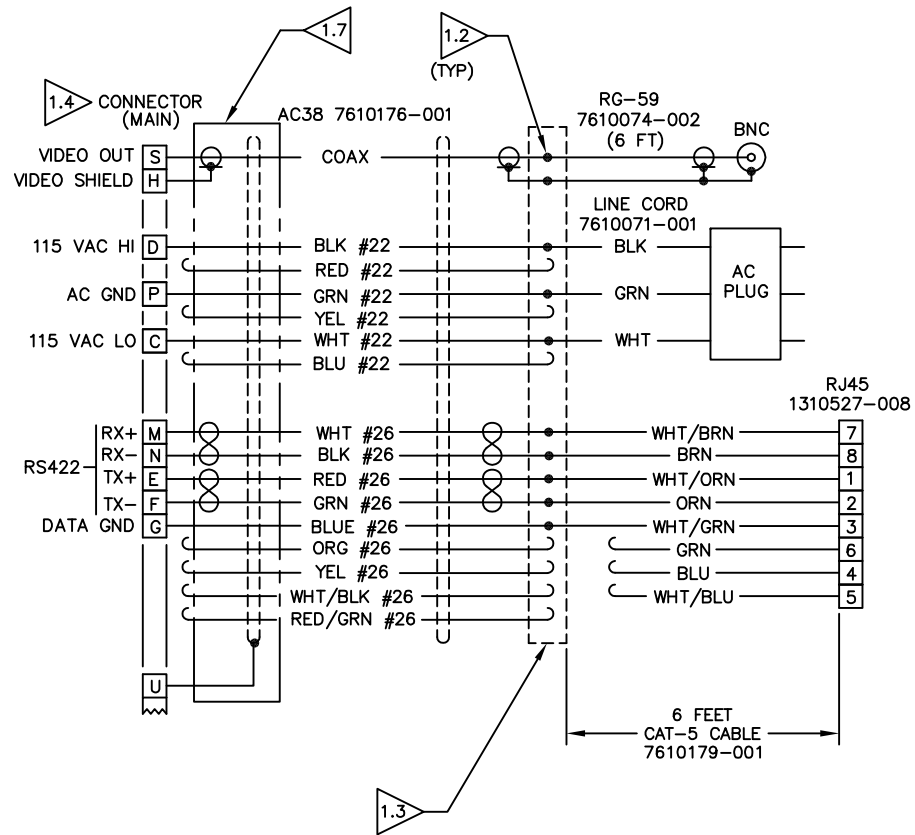 1.7
1.2
(TYP)
1.4
CONNECTOR
(MAIN)
AC38 7610176-001
RG-59
7610074-002
(6 FT)
BNC
VIDEO OUT S COAX
VIDEO SHIELD H
LINE CORD
7610071-001
115 VAC HI D BLK #22 BLK
RED #22
AC GND P GRN #22 GRN
AC
PLUG
YEL #22
115 VAC LO C WHT #22 WHT
BLU #22
RJ45
1310527-008
RS422
RX+ M WHT #26 WHT/BRN 7
RX- N BLK #26 BRN 8
TX+ E RED #26 WHT/ORN 1
TX- F GRN #26 ORN 2
DATA GND G BLUE #26 WHT/GRN 3
ORG #26 GRN 6
YEL #26 BLU 4
WHT/BLK #26 WHT/BLU 5
RED/GRN #26
U
6 FEET
CAT-5 CABLE
7610179-001
1.3